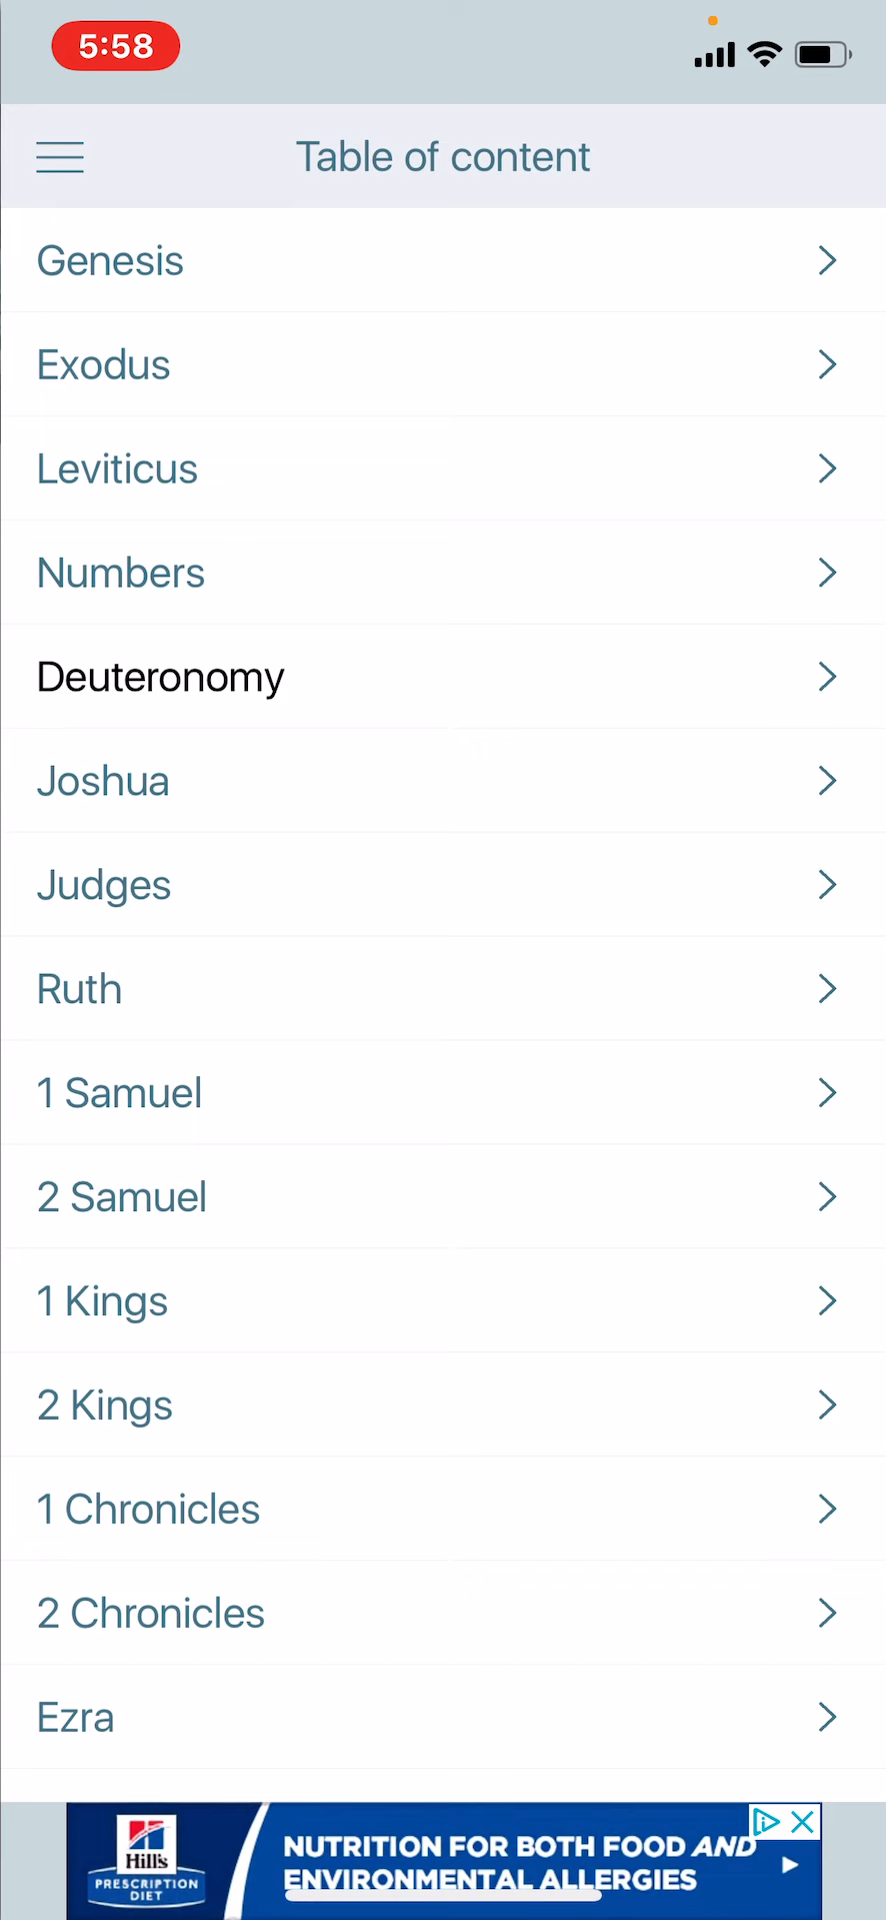 5:58
Table of content
Genesis
Exodus
Leviticus
Numbers
Deuteronomy
Joshua
Judges
Ruth
1 Samuel
2 Samuel
1 Kings
2 Kings
1 Chronicles
2 Chronicles
Ezra
Hill's
PRESCRIPTION
DIET
NUTRITION FOR BOTH FOOD AND
ENVIRONMENTAL ALLERGIES